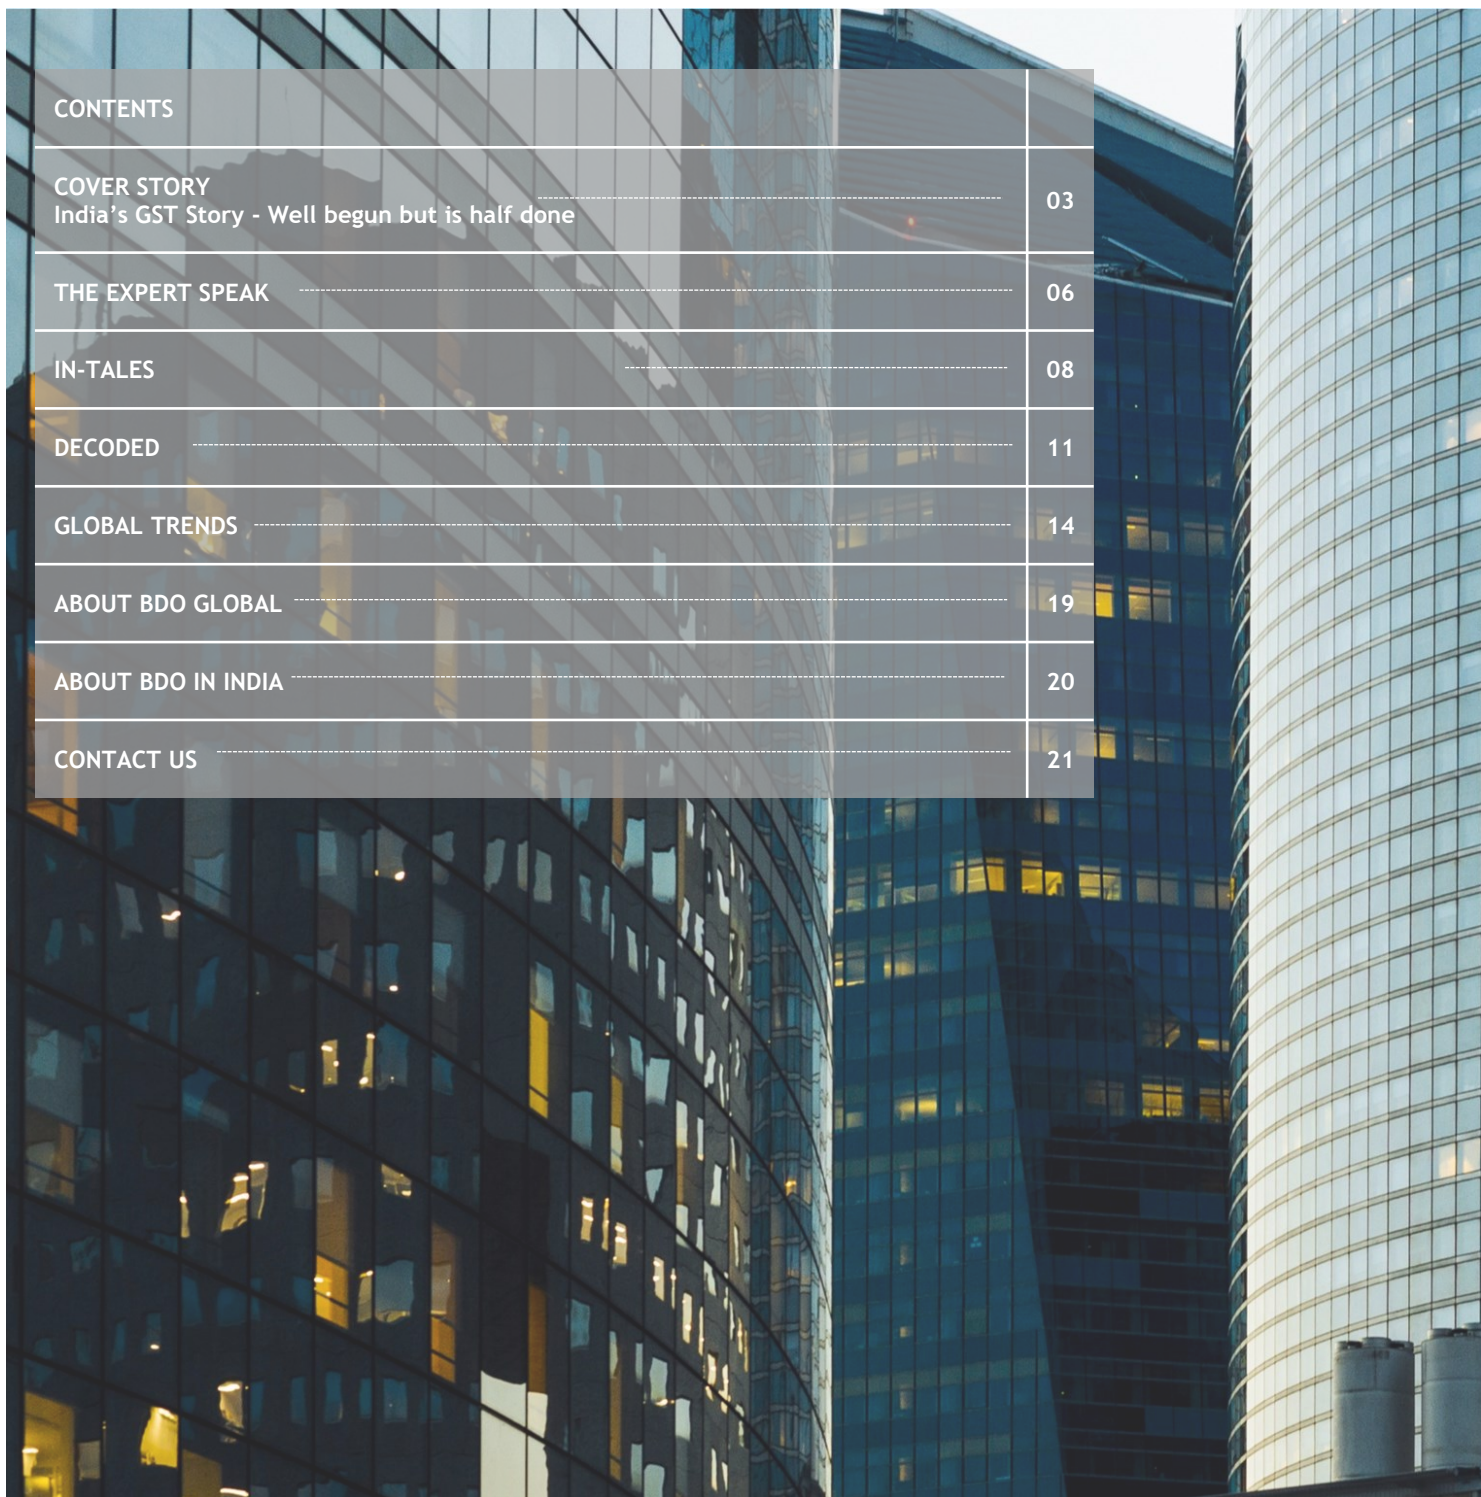 CONTENTS
COVER STORY
India’s GST Story - Well begun but is half done
03
THE EXPERT SPEAK 06
IN-TALES 08
DECODED 11
GLOBAL TRENDS 14
ABOUT BDO GLOBAL 19
ABOUT BDO IN INDIA 20
CONTACT US 21